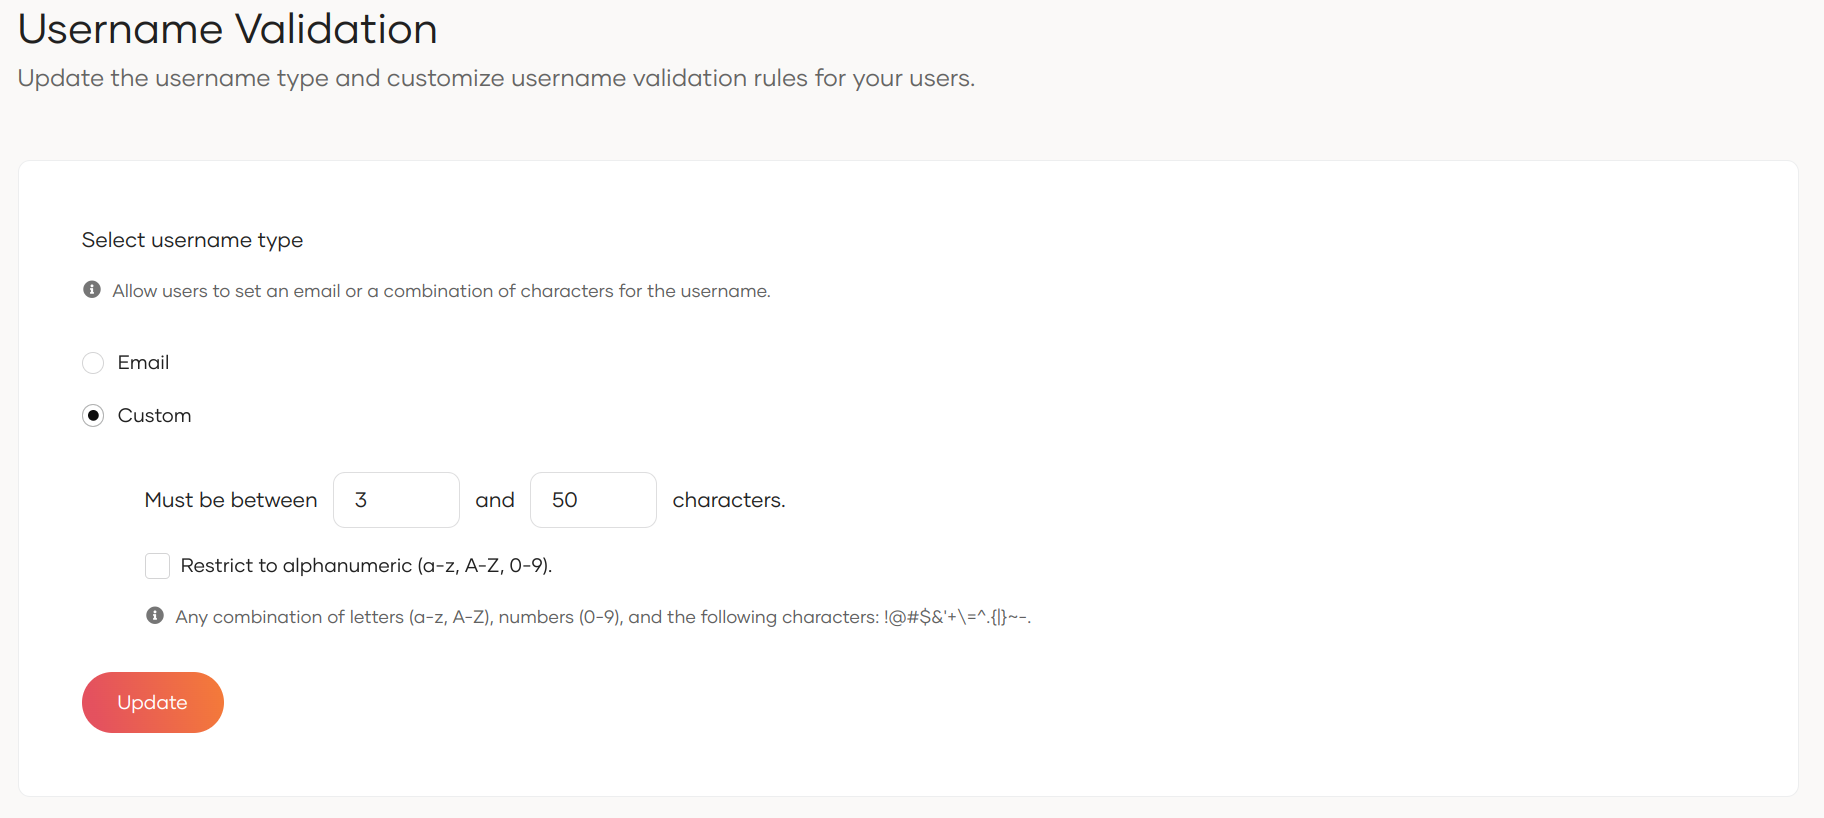 Username Validation
Update the username type and customize username validation rules for your users.
Select username type
Allow users to set an email or a combination of characters for the username.
Email
Custom
Must be between 3 and 50 characters.
Restrict to alphanumeric (a-z, A-Z, 0-9).
Any combination of letters (a-z, A-Z), numbers (0-9), and the following characters: !@#$&'+\=^.{|}~-.
Update